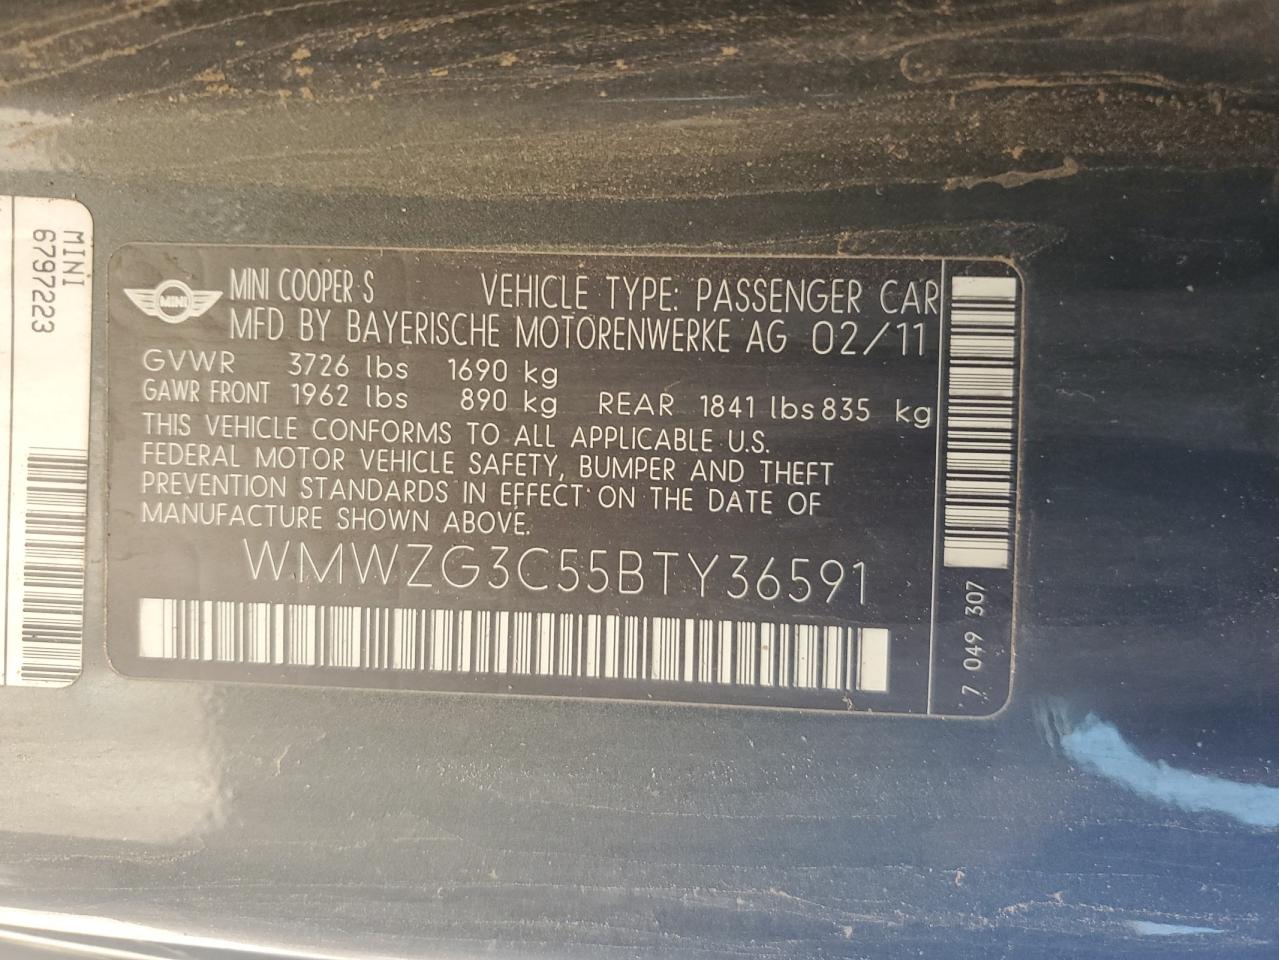 MINI
6797223
MINI
MINI COOPER S VEHICLE TYPE: PASSENGER CAR
MFD BY BAYERISCHE MOTORENWERKE AG 02/11
GVWR 3726 lbs 1690 kg
GAWR FRONT 1962 lbs 890 kg REAR 1841 lbs 835 kg
THIS VEHICLE CONFORMS TO ALL APPLICABLE U.S.
FEDERAL MOTOR VEHICLE SAFETY, BUMPER AND THEFT
PREVENTION STANDARDS IN EFFECT ON THE DATE OF
MANUFACTURE SHOWN ABOVE.
WMWZG3C55BTY36591
7 049 307